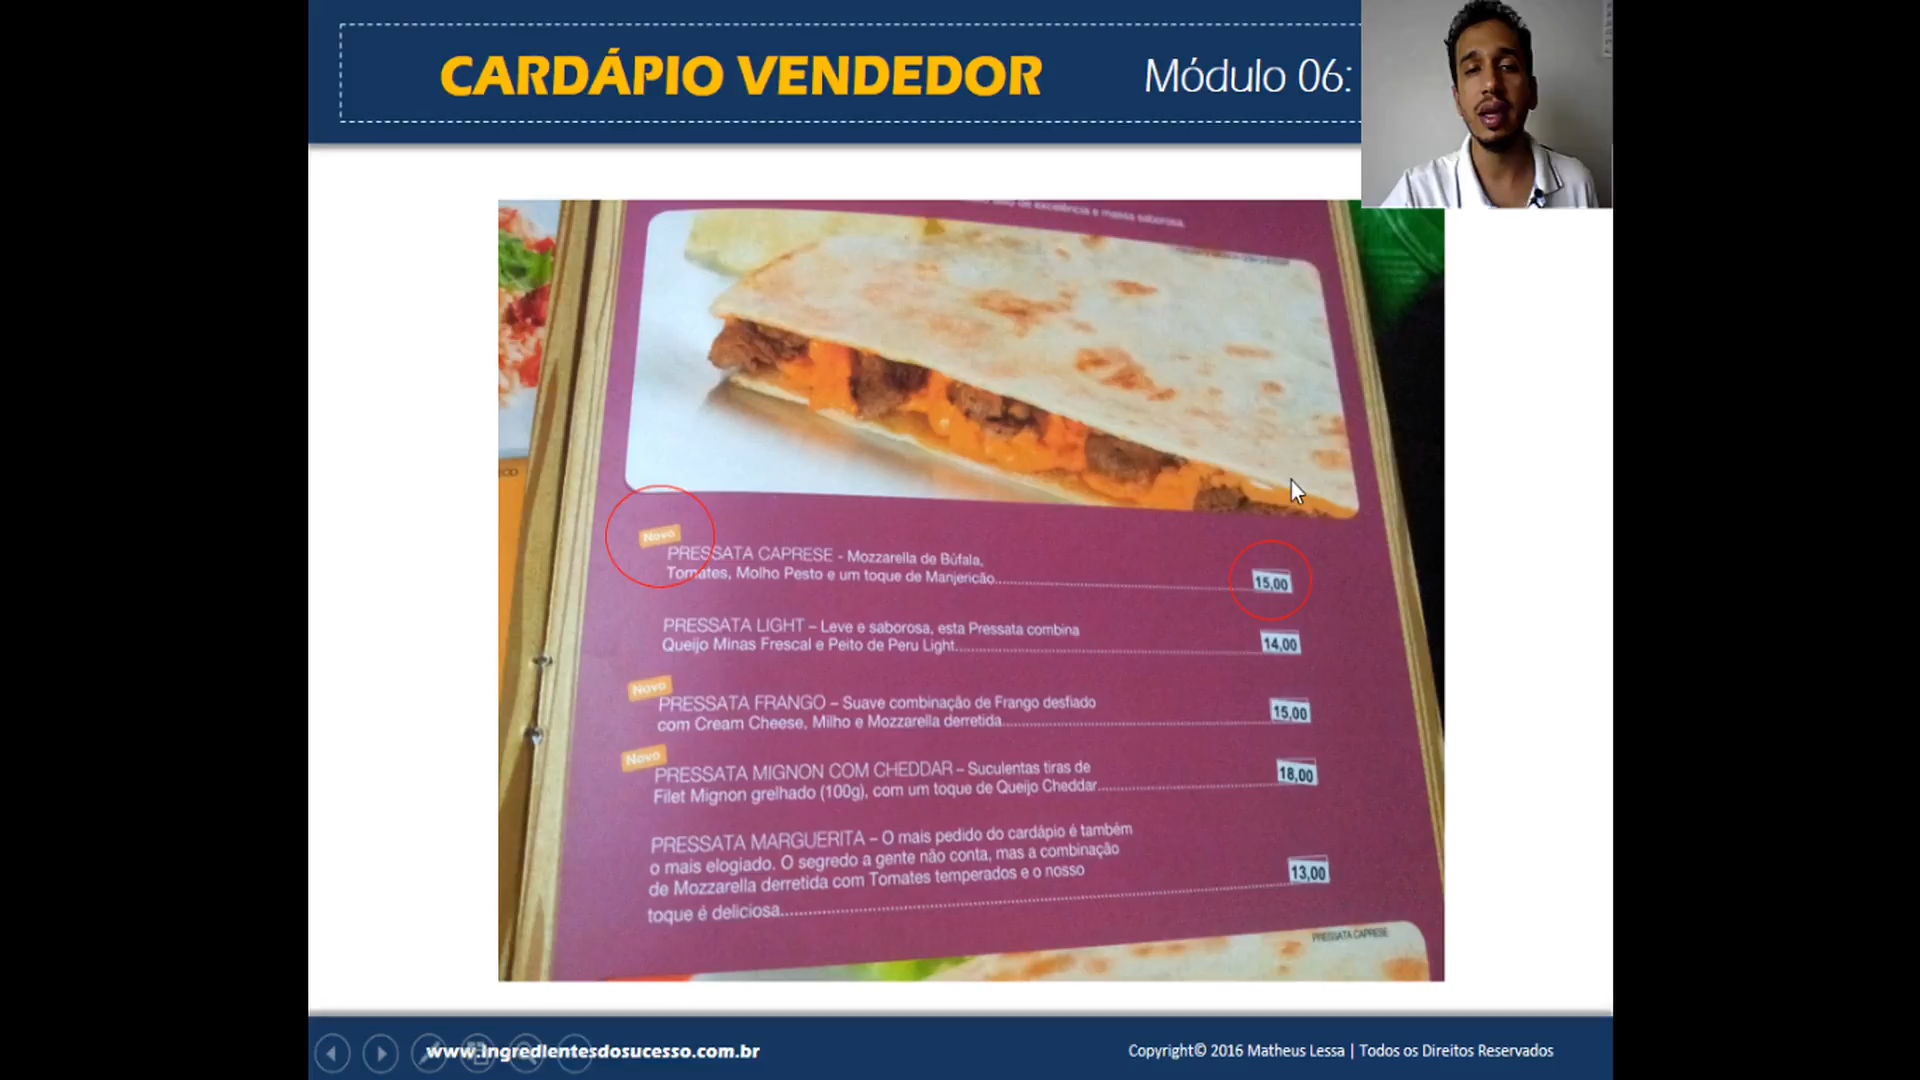 CARDÁPIO VENDEDOR
Módulo 06:
de excelência e massa saborosa.
Novo
PRESSATA CAPRESE - Mozzarella de Búfala,
Tomates, Molho Pesto e um toque de Manjericão 15,00
PRESSATA LIGHT – Leve e saborosa, esta Pressata combina
Queijo Minas Frescal e Peito de Peru Light 14,00
Novo
PRESSATA FRANGO – Suave combinação de Frango desfiado
com Cream Cheese, Milho e Mozzarella derretida 15,00
Novo
PRESSATA MIGNON COM CHEDDAR – Suculentas tiras de
Filet Mignon grelhado (100g), com um toque de Queijo Cheddar 18,00
PRESSATA MARGUERITA – O mais pedido do cardápio é também
o mais elogiado. O segredo a gente não conta, mas a combinação
de Mozzarella derretida com Tomates temperados e o nosso
toque é deliciosa 13,00
PRESSATA CAPRESE
www.ingredientesdosucesso.com.br
Copyright© 2016 Matheus Lessa | Todos os Direitos Reservados